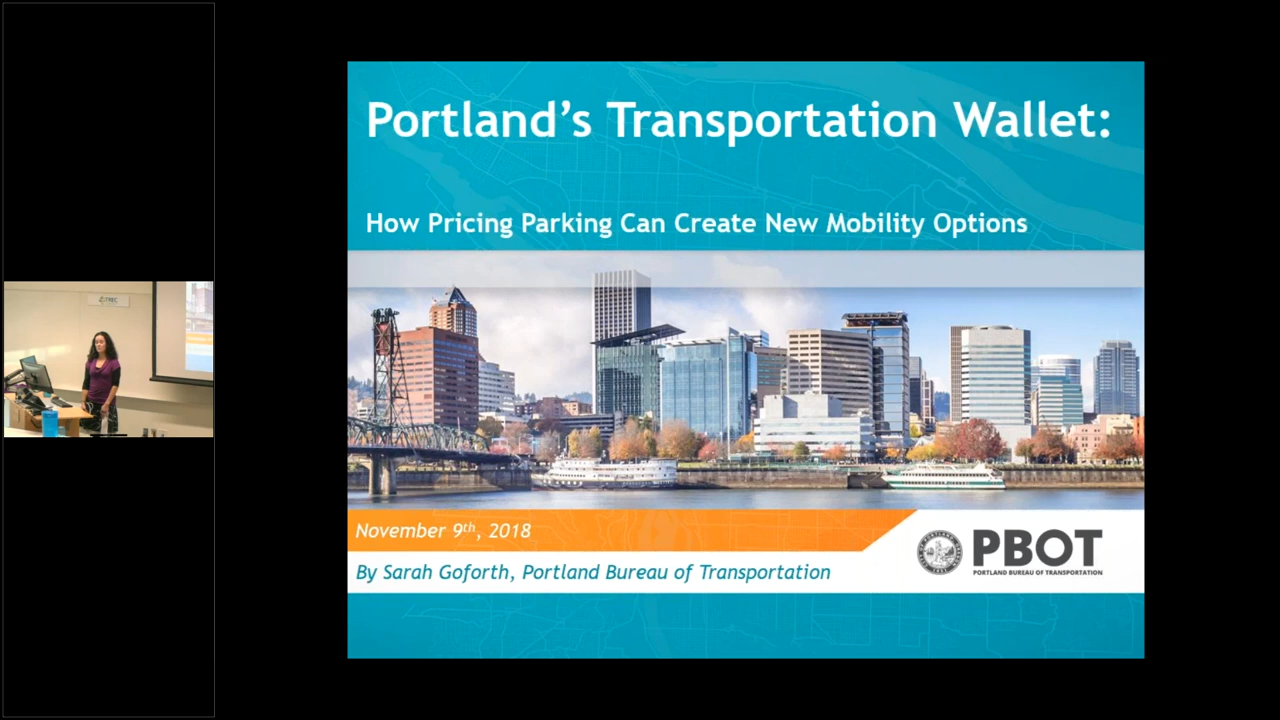 Portland's Transportation Wallet:
How Pricing Parking Can Create New Mobility Options
November 9th, 2018
By Sarah Goforth, Portland Bureau of Transportation
PBOT
PORTLAND BUREAU OF TRANSPORTATION
TREC